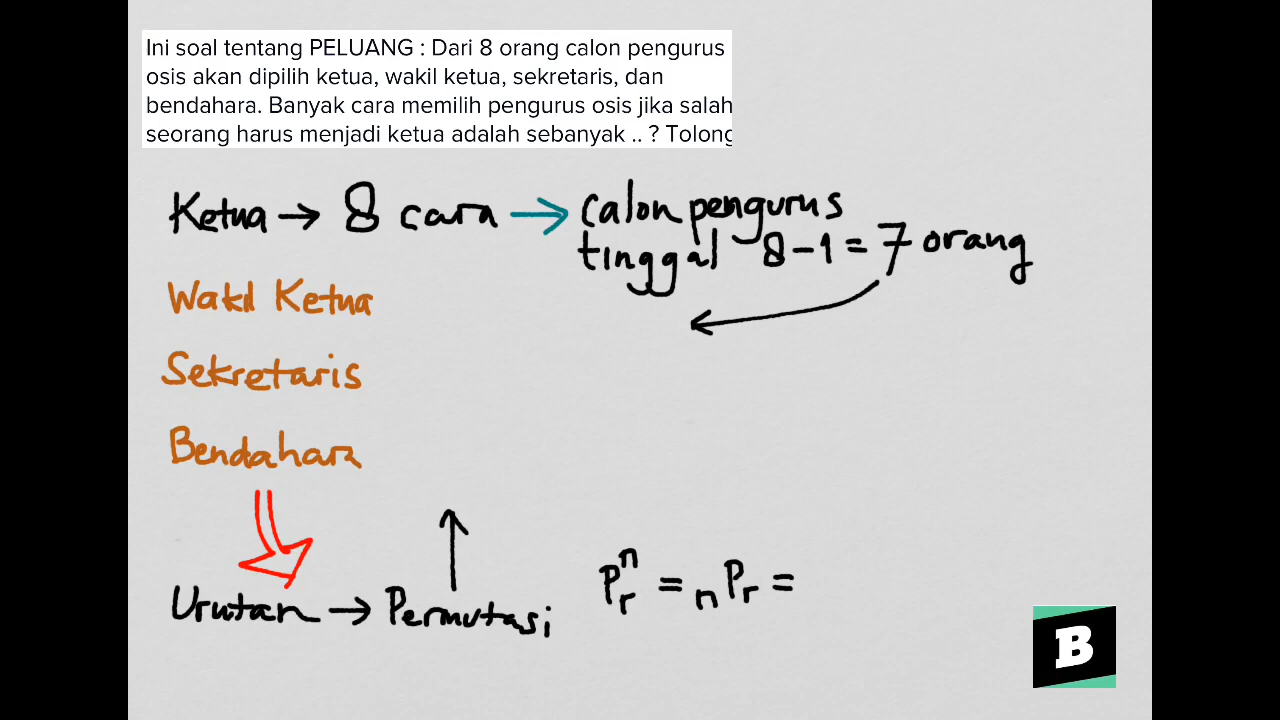 Ini soal tentang PELUANG : Dari 8 orang calon pengurus
osis akan dipilih ketua, wakil ketua, sekretaris, dan
bendahara. Banyak cara memilih pengurus osis jika salah
seorang harus menjadi ketua adalah sebanyak .. ? Tolong
Ketua → 8 cara → calon pengurus
tinggal 8 - 1 = 7 orang
Wakil Ketua
Sekretaris
Bendahara
Urutan → Permutasi
P^n_r = _nP_r =
B